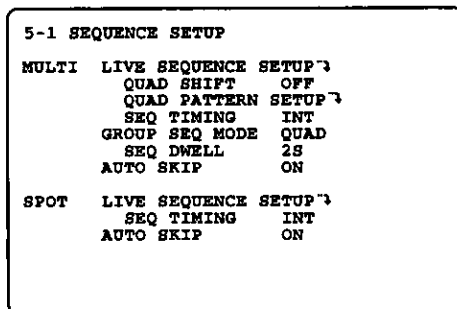 5-1 SEQUENCE SETUP
MULTI LIVE SEQUENCE SETUP↴
QUAD SHIFT OFF
QUAD PATTERN SETUP↴
SEQ TIMING INT
GROUP SEQ MODE QUAD
SEQ DWELL 2S
AUTO SKIP ON
SPOT LIVE SEQUENCE SETUP↴
SEQ TIMING INT
AUTO SKIP ON